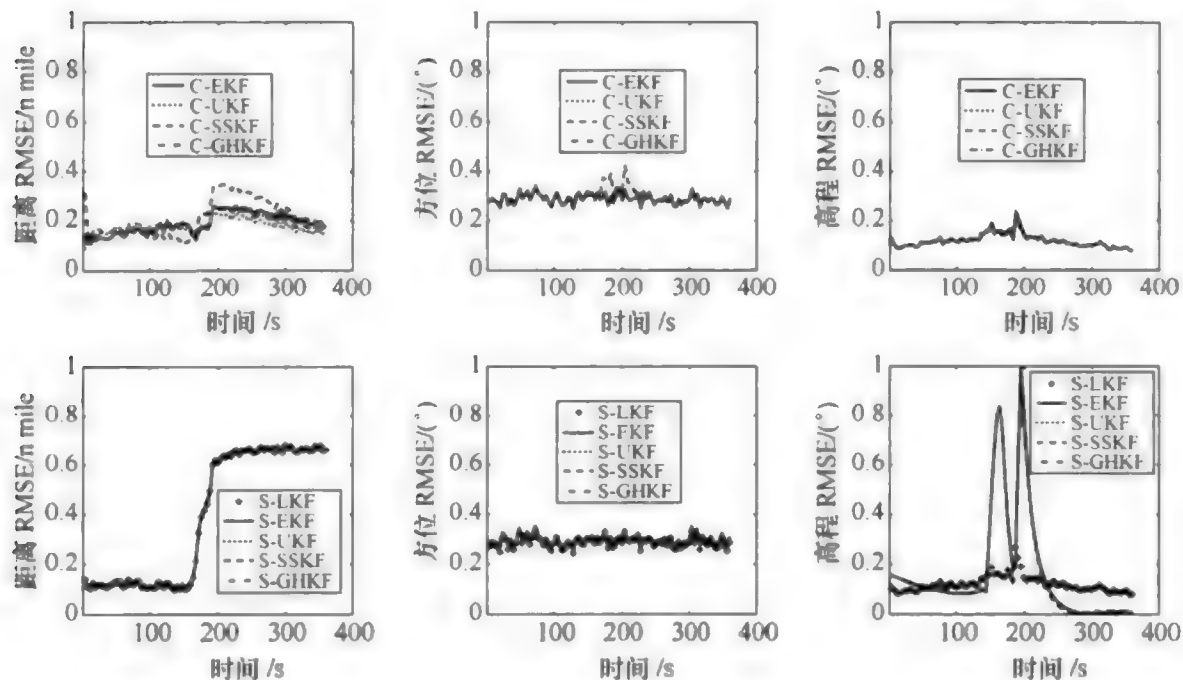 距离 RMSE/n mile
1
0.8
0.6
0.4
0.2
0
C-EKF
C-UKF
C-SSKF
C-GHKF
100 200 300 400
时间 /s
方位 RMSE/(°)
1
0.8
0.6
0.4
0.2
0
C-EKF
C-UKF
C-SSKF
C-GHKF
100 200 300 400
时间 /s
高程 RMSE/(°)
1
0.8
0.6
0.4
0.2
0
C-EKF
C-UKF
C-SSKF
C-GHKF
100 200 300 400
时间 /s
距离 RMSE/n mile
1
0.8
0.6
0.4
0.2
0
S-LKF
S-EKF
S-UKF
S-SSKF
S-GHKF
100 200 300 400
时间 /s
方位 RMSE/(°)
1
0.8
0.6
0.4
0.2
0
S-LKF
S-EKF
S-UKF
S-SSKF
S-GHKF
100 200 300 400
时间 /s
高程 RMSE/(°)
1
0.8
0.6
0.4
0.2
0
S-LKF
S-EKF
S-UKF
S-SSKF
S-GHKF
100 200 300 400
时间 /s